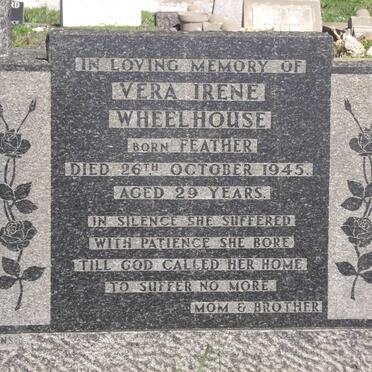 IN LOVING MEMORY OF
VERA IRENE
WHEELHOUSE
BORN FEATHER
DIED 26TH OCTOBER 1945.
AGED 29 YEARS.
IN SILENCE SHE SUFFERED
WITH PATIENCE SHE BORE
TILL GOD CALLED HER HOME
TO SUFFER NO MORE.
MOM & BROTHER